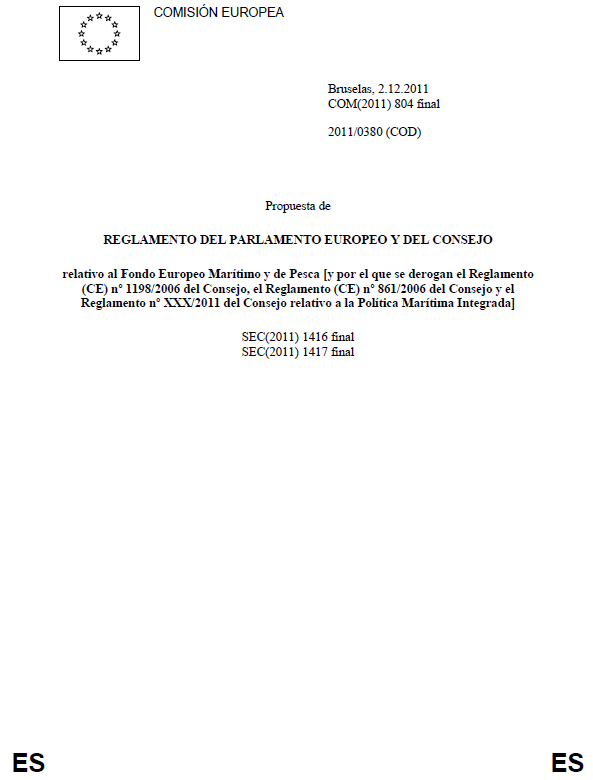 COMISIÓN EUROPEA
Bruselas, 2.12.2011
COM(2011) 804 final
2011/0380 (COD)
Propuesta de
REGLAMENTO DEL PARLAMENTO EUROPEO Y DEL CONSEJO
relativo al Fondo Europeo Marítimo y de Pesca [y por el que se derogan el Reglamento
(CE) nº 1198/2006 del Consejo, el Reglamento (CE) nº 861/2006 del Consejo y el
Reglamento nº XXX/2011 del Consejo relativo a la Política Marítima Integrada]
SEC(2011) 1416 final
SEC(2011) 1417 final
ES ES